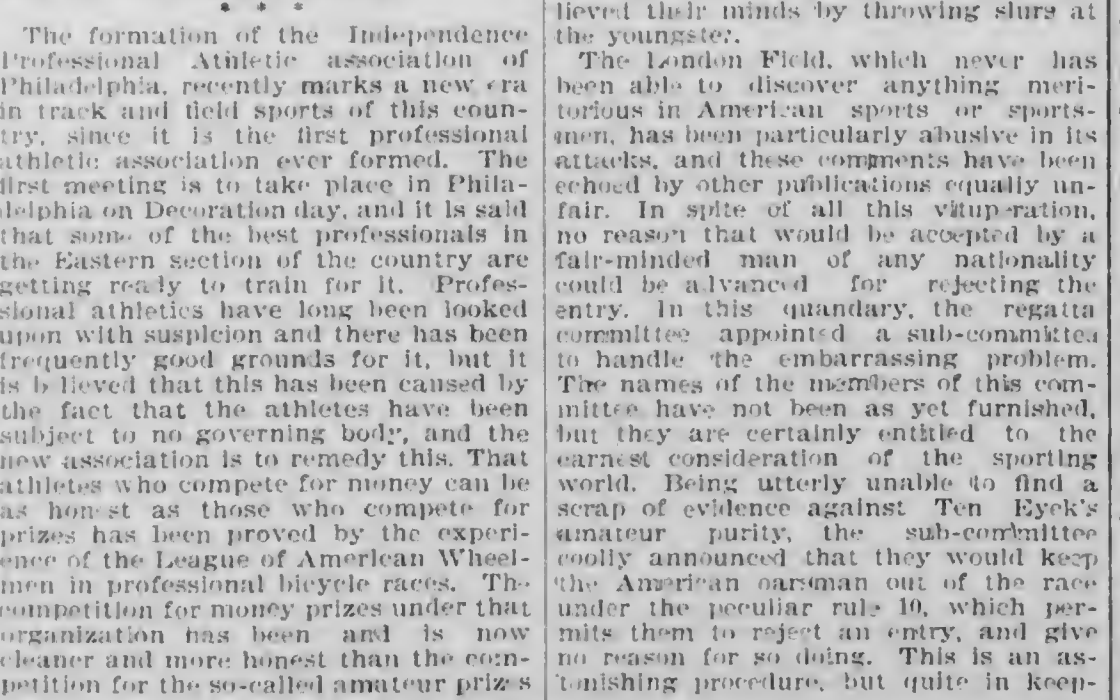 * * *
The formation of the Independence
Professional Athletic association of
Philadelphia, recently marks a new era
in track and field sports of this coun-
try, since it is the first professional
athletic association ever formed. The
first meeting is to take place in Phila-
delphia on Decoration day, and it is said
that some of the best professionals in
the Eastern section of the country are
getting ready to train for it. Profes-
sional athletics have long been looked
upon with suspicion and there has been
frequently good grounds for it, but it
is b lieved that this has been caused by
the fact that the athletes have been
subject to no governing body, and the
new association is to remedy this. That
athletes who compete for money can be
as honest as those who compete for
prizes has been proved by the experi-
ence of the League of American Wheel-
men in professional bicycle races. The
competition for money prizes under that
organization has been and is now
cleaner and more honest than the com-
petition for the so-called amateur prizes
lieved their minds by throwing slurs at
the youngster.
The London Field, which never has
been able to discover anything meri-
torious in American sports or sports-
men, has been particularly abusive in its
attacks, and these comments have been
echoed by other publications equally un-
fair. In spite of all this vituperation,
no reason that would be accepted by a
fair-minded man of any nationality
could be advanced for rejecting the
entry. In this quandary, the regatta
committee appointed a sub-committee
to handle the embarrassing problem.
The names of the members of this com-
mittee have not been as yet furnished,
but they are certainly entitled to the
earnest consideration of the sporting
world. Being utterly unable to find a
scrap of evidence against Ten Eyck's
amateur purity, the sub-committee
coolly announced that they would keep
the American oarsman out of the race
under the peculiar rule 10, which per-
mits them to reject an entry, and give
no reason for so doing. This is an as-
tonishing procedure, but quite in keep-